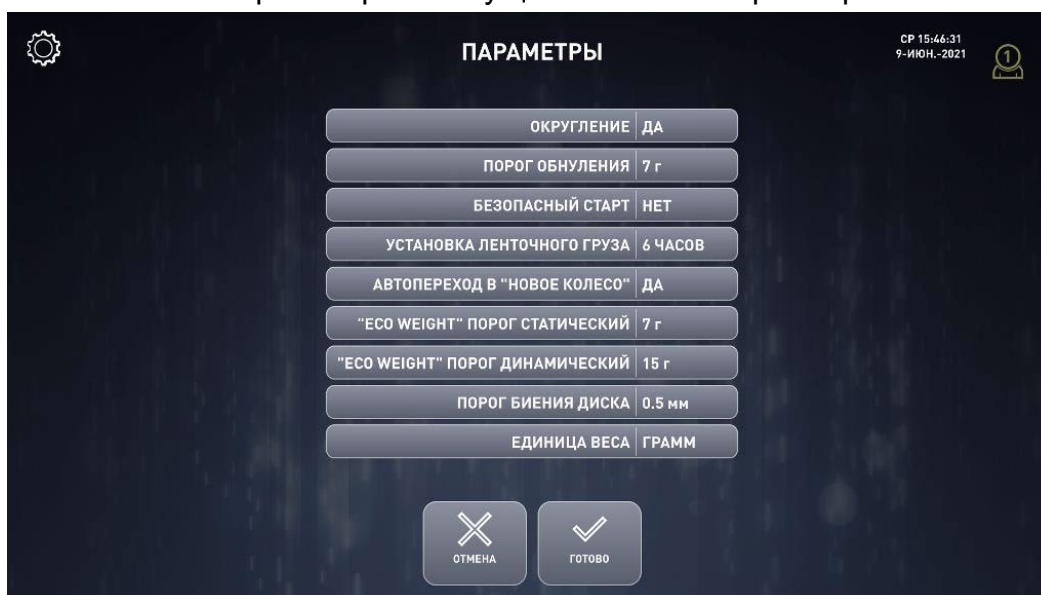 ПАРАМЕТРЫ
СР 15:46:31
9-ИЮН.-2021
1
ОКРУГЛЕНИЕ ДА
ПОРОГ ОБНУЛЕНИЯ 7 г
БЕЗОПАСНЫЙ СТАРТ НЕТ
УСТАНОВКА ЛЕНТОЧНОГО ГРУЗА 6 ЧАСОВ
АВТОПЕРЕХОД В "НОВОЕ КОЛЕСО" ДА
"ECO WEIGHT" ПОРОГ СТАТИЧЕСКИЙ 7 г
"ECO WEIGHT" ПОРОГ ДИНАМИЧЕСКИЙ 15 г
ПОРОГ БИЕНИЯ ДИСКА 0.5 мм
ЕДИНИЦА ВЕСА ГРАММ
ОТМЕНА
ГОТОВО